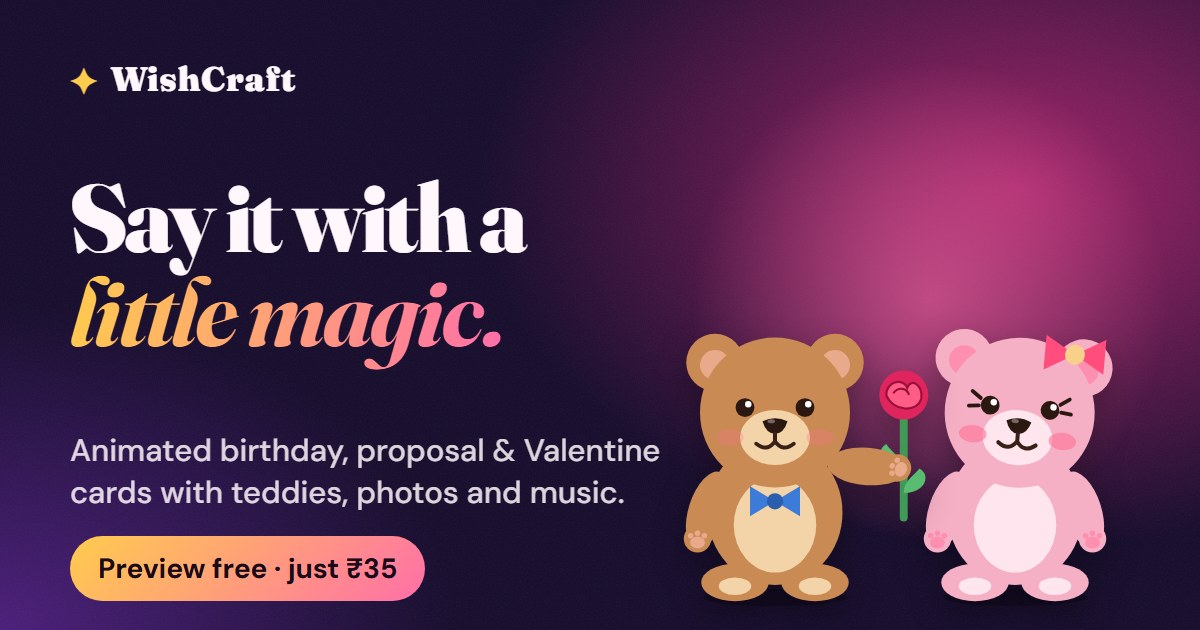 WishCraft
Say it with a
little magic.
Animated birthday, proposal & Valentine
cards with teddies, photos and music.
Preview free · just ₹35